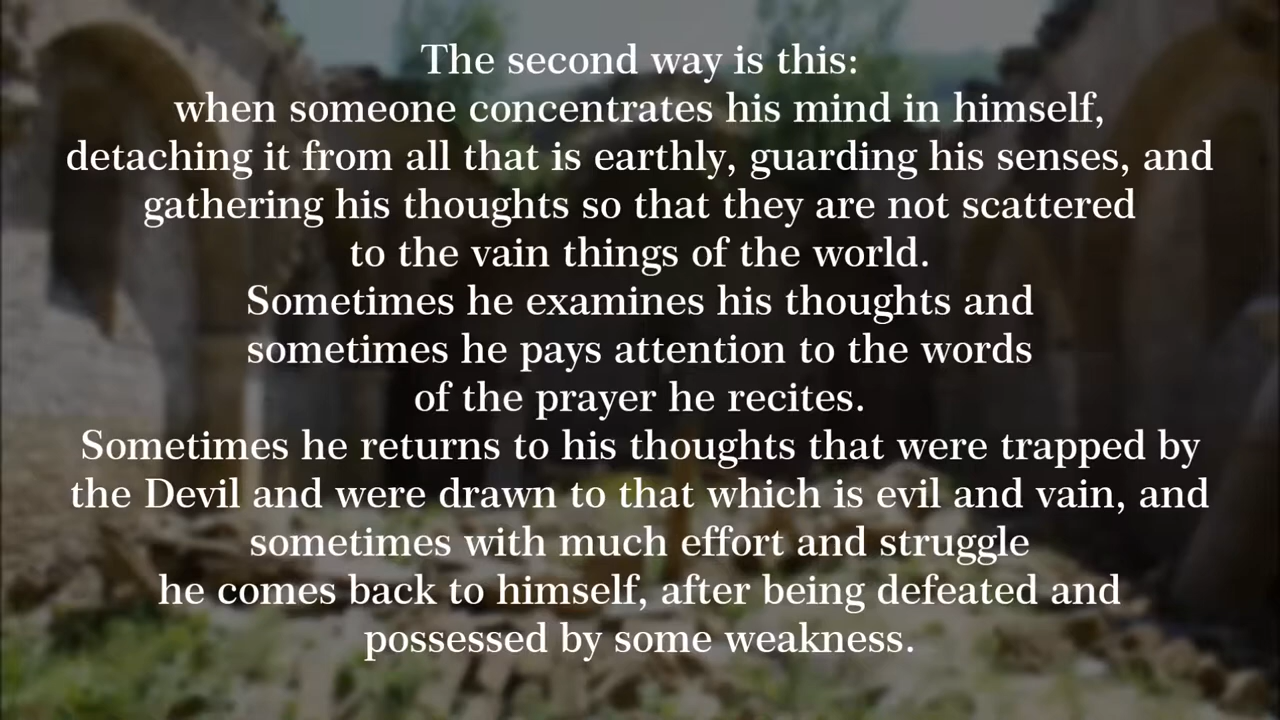 The second way is this:
when someone concentrates his mind in himself,
detaching it from all that is earthly, guarding his senses, and
gathering his thoughts so that they are not scattered
to the vain things of the world.
Sometimes he examines his thoughts and
sometimes he pays attention to the words
of the prayer he recites.
Sometimes he returns to his thoughts that were trapped by
the Devil and were drawn to that which is evil and vain, and
sometimes with much effort and struggle
he comes back to himself, after being defeated and
possessed by some weakness.